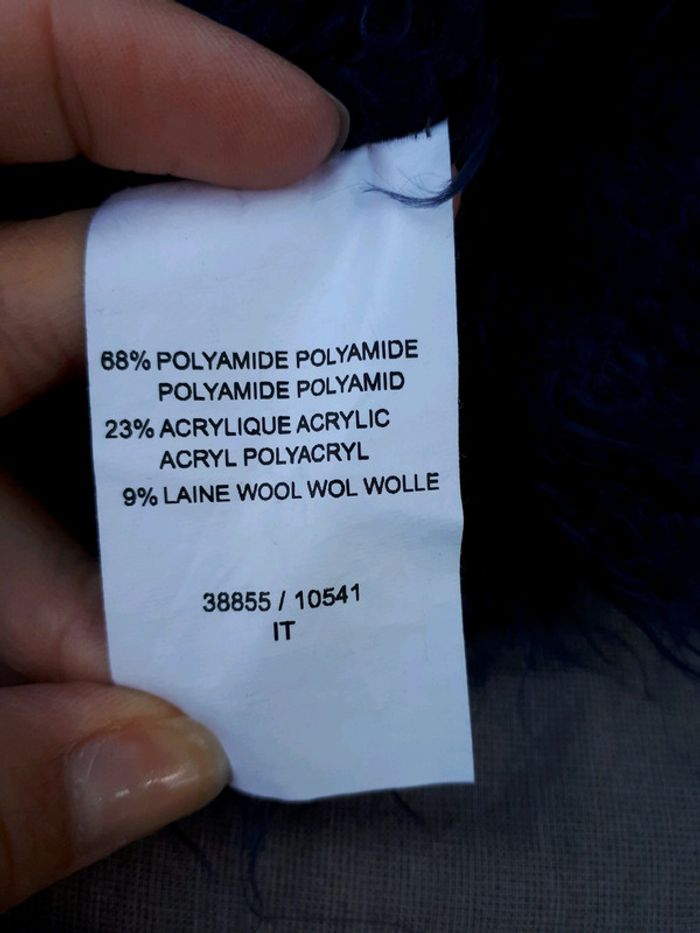 68% POLYAMIDE POLYAMIDE
POLYAMIDE POLYAMID
23% ACRYLIQUE ACRYLIC
ACRYL POLYACRYL
9% LAINE WOOL WOL WOLLE
38855 / 10541
IT